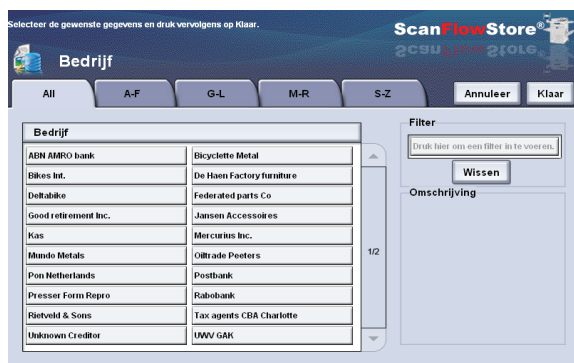 Selecteer de gewenste gegevens en druk vervolgens op Klaar.
ScanFlowStore®
Bedrijf
All A-F G-L M-R S-Z Annuleer Klaar
Filter
Bedrijf
Druk hier om een filter in te voeren.
ABN AMRO bank Bicyclette Metal
Bikes Int. De Haen Factory furniture
Wissen
Deltabike Federated parts Co
Omschrijving
Good retirement Inc. Jansen Accessoires
Kas Mercurius Inc.
Mundo Metals Oiltrade Peeters
1/2
Pon Netherlands Postbank
Presser Form Repro Rabobank
Rietveld & Sons Tax agents CBA Charlotte
Unknown Creditor UWV GAK